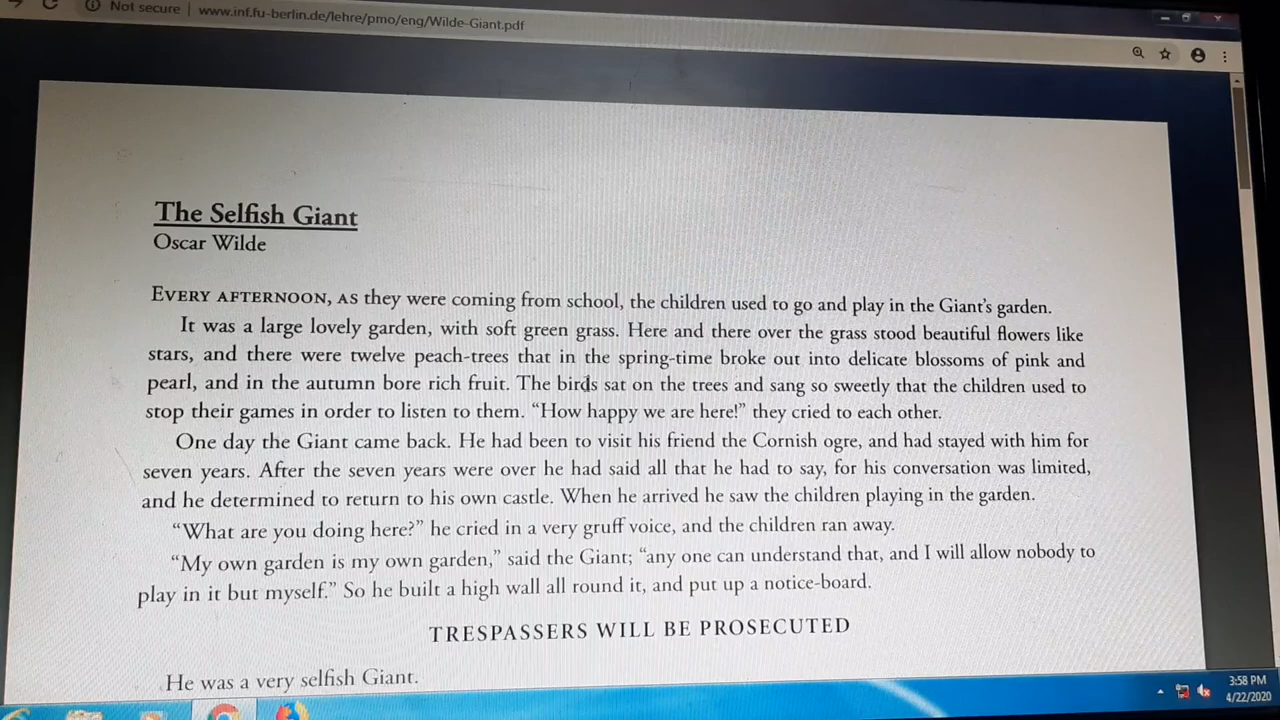 Not secure | www.inf.fu-berlin.de/lehre/pmo/eng/Wilde-Giant.pdf
The Selfish Giant
Oscar Wilde
EVERY AFTERNOON, AS they were coming from school, the children used to go and play in the Giant's garden.
It was a large lovely garden, with soft green grass. Here and there over the grass stood beautiful flowers like
stars, and there were twelve peach-trees that in the spring-time broke out into delicate blossoms of pink and
pearl, and in the autumn bore rich fruit. The birds sat on the trees and sang so sweetly that the children used to
stop their games in order to listen to them. “How happy we are here!” they cried to each other.
One day the Giant came back. He had been to visit his friend the Cornish ogre, and had stayed with him for
seven years. After the seven years were over he had said all that he had to say, for his conversation was limited,
and he determined to return to his own castle. When he arrived he saw the children playing in the garden.
“What are you doing here?” he cried in a very gruff voice, and the children ran away.
“My own garden is my own garden,” said the Giant; “any one can understand that, and I will allow nobody to
play in it but myself.” So he built a high wall all round it, and put up a notice-board.
TRESPASSERS WILL BE PROSECUTED
He was a very selfish Giant.
3:58 PM
4/22/2020